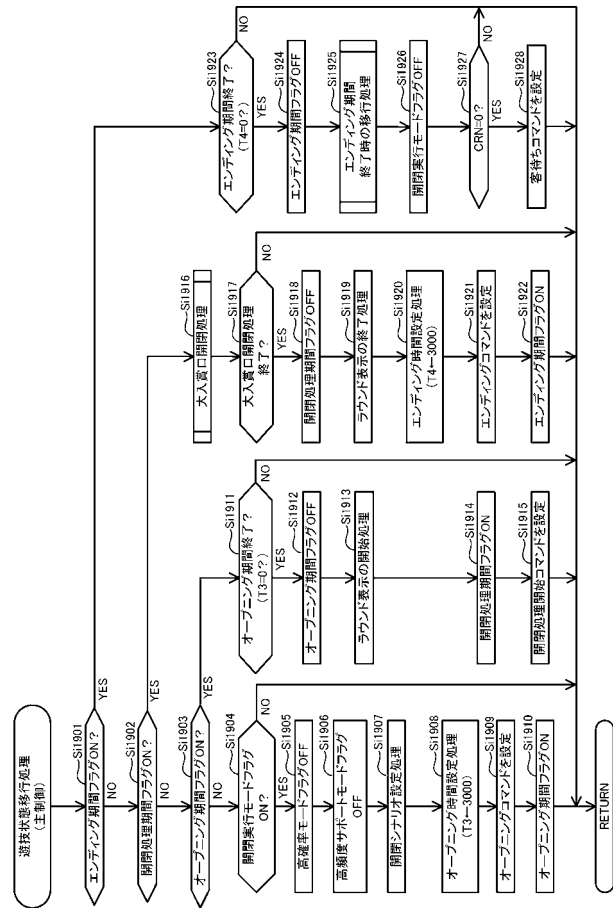 遊技状態移行処理
(主制御)
Si1901
エンディング期間フラグON?
YES
NO
Si1902
開閉処理期間フラグON?
YES
NO
Si1903
オープニング期間フラグON?
YES
NO
Si1904
開閉実行モードフラグ
ON?
NO
YES
Si1905
高確率モードフラグOFF
Si1906
高頻度サポートモードフラグ
OFF
Si1907
開閉シナリオ設定処理
Si1908
オープニング時間設定処理
(T3←3000)
Si1909
オープニングコマンドを設定
Si1910
オープニング期間フラグON
RETURN
Si1911
オープニング期間終了?
(T3=0?)
NO
YES
Si1912
オープニング期間フラグOFF
Si1913
ラウンド表示の開始処理
Si1914
開閉処理期間フラグON
Si1915
開閉処理開始コマンドを設定
Si1916
大入賞口開閉処理
Si1917
大入賞口開閉処理
終了?
NO
YES
Si1918
開閉処理期間フラグOFF
Si1919
ラウンド表示の終了処理
Si1920
エンディング時間設定処理
(T4←3000)
Si1921
エンディングコマンドを設定
Si1922
エンディング期間フラグON
Si1923
エンディング期間終了?
(T4=0?)
NO
YES
Si1924
エンディング期間フラグOFF
Si1925
エンディング期間
終了時の移行処理
Si1926
開閉実行モードフラグOFF
Si1927
CRN=0?
NO
YES
Si1928
客待ちコマンドを設定